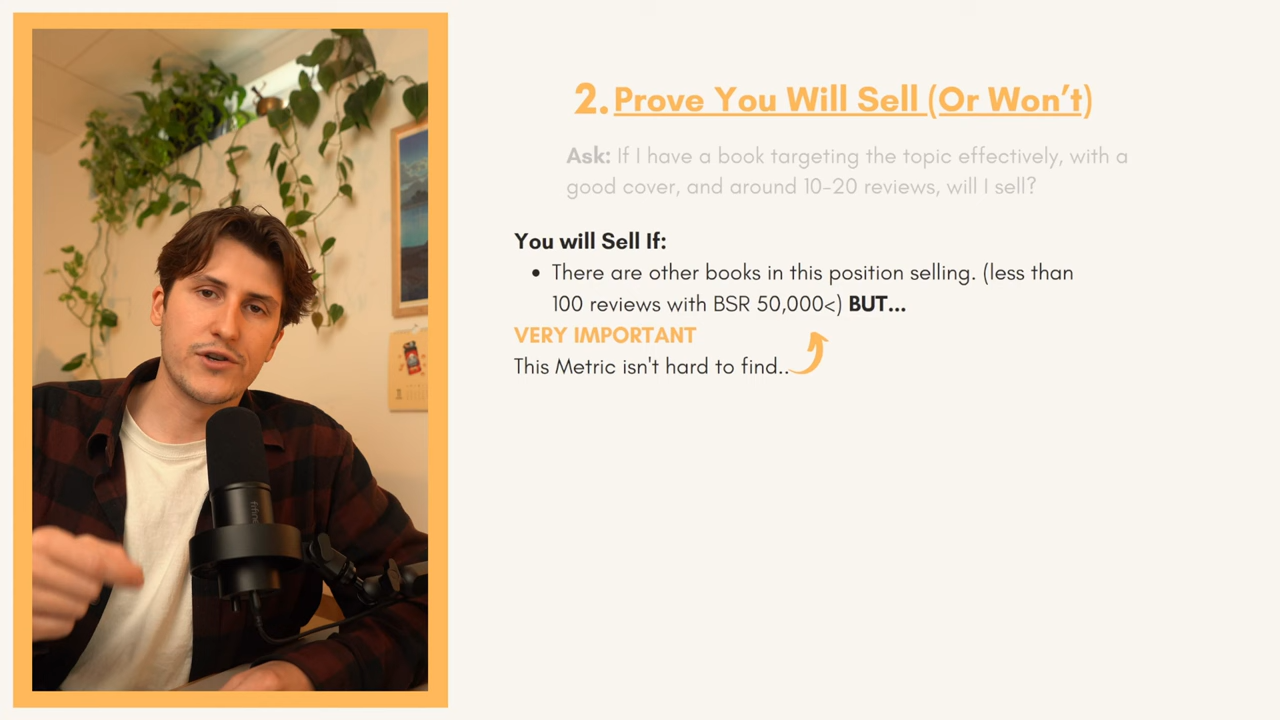 2. Prove You Will Sell (Or Won't)
Ask: If I have a book targeting the topic effectively, with a
good cover, and around 10-20 reviews, will I sell?
You will Sell If:
• There are other books in this position selling. (less than
100 reviews with BSR 50,000<) BUT...
VERY IMPORTANT
This Metric isn't hard to find..